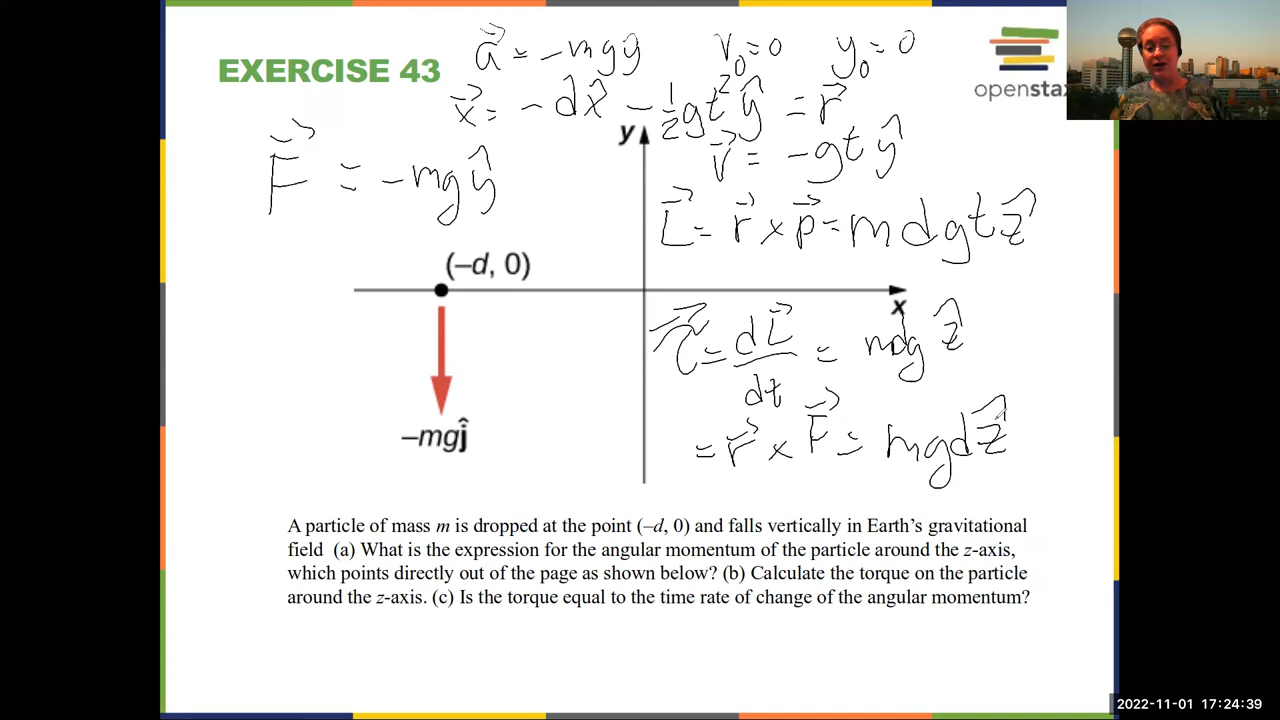 EXERCISE 43
a⃗ = -mgŷ v₀=0 y₀=0
x⃗ = -dx̂ - ½gt²ŷ = r⃗
openstax
F⃗ = -mgŷ
y
v⃗ = -gtŷ
L⃗ = r⃗ × p⃗ = mdgtẑ
(–d, 0)
x
τ⃗ = dL⃗/dt = mdgẑ
= r⃗ × F⃗ = mgdẑ
–mgĵ
A particle of mass m is dropped at the point (–d, 0) and falls vertically in Earth’s gravitational
field (a) What is the expression for the angular momentum of the particle around the z-axis,
which points directly out of the page as shown below? (b) Calculate the torque on the particle
around the z-axis. (c) Is the torque equal to the time rate of change of the angular momentum?
2022-11-01 17:24:39